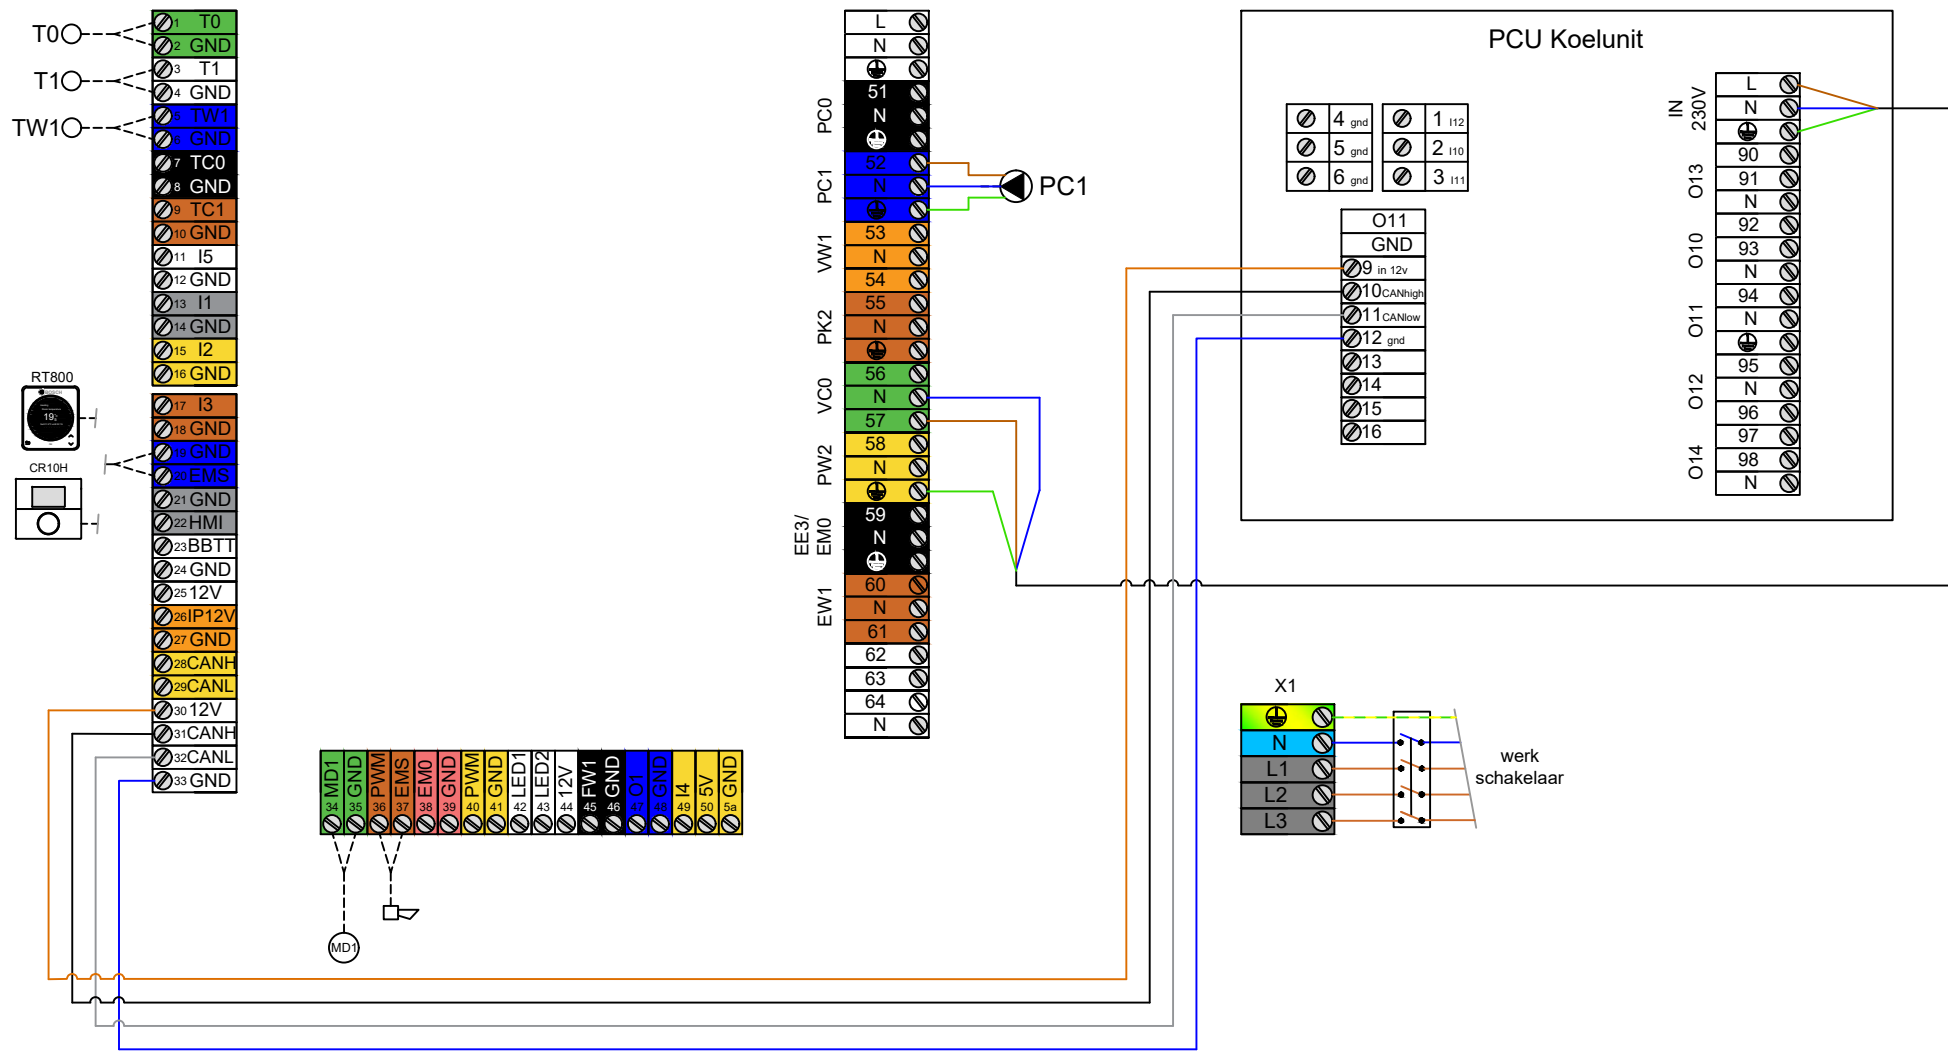 T0
T1
TW1
1 T0
2 GND
3 T1
4 GND
5 TW1
6 GND
7 TC0
8 GND
9 TC1
10 GND
11 I5
12 GND
13 I1
14 GND
15 I2
16 GND
17 I3
18 GND
19 GND
20 EMS
21 GND
22 HMI
23 BBTT
24 GND
25 12V
26 IP12V
27 GND
28 CANH
29 CANL
30 12V
31 CANH
32 CANL
33 GND
RT800
CR10H
MD1 34
GND 35
PWM 36
EMS 37
EM0 38
GND 39
PWM 40
GND 41
LED1 42
LED2 43
12V 44
FW1 45
GND 46
O1 47
GND 48
I4 49
5V 50
GND 5a
MD1
L
N
PC0
51
N
PC1
52
N
PC1
VW1
53
N
54
PK2
55
N
VC0
56
N
57
PW2
58
N
EE3/
EM0
59
N
EW1
60
N
61
62
63
64
N
PCU Koelunit
4 gnd
5 gnd
6 gnd
1 I12
2 I10
3 I11
O11
GND
9 in 12v
10 CANhigh
11 CANlow
12 gnd
13
14
15
16
IN
230V
L
N
90
O13
91
N
92
O10
93
N
94
O11
N
95
O12
N
96
97
O14
98
N
X1
N
L1
L2
L3
werk
schakelaar